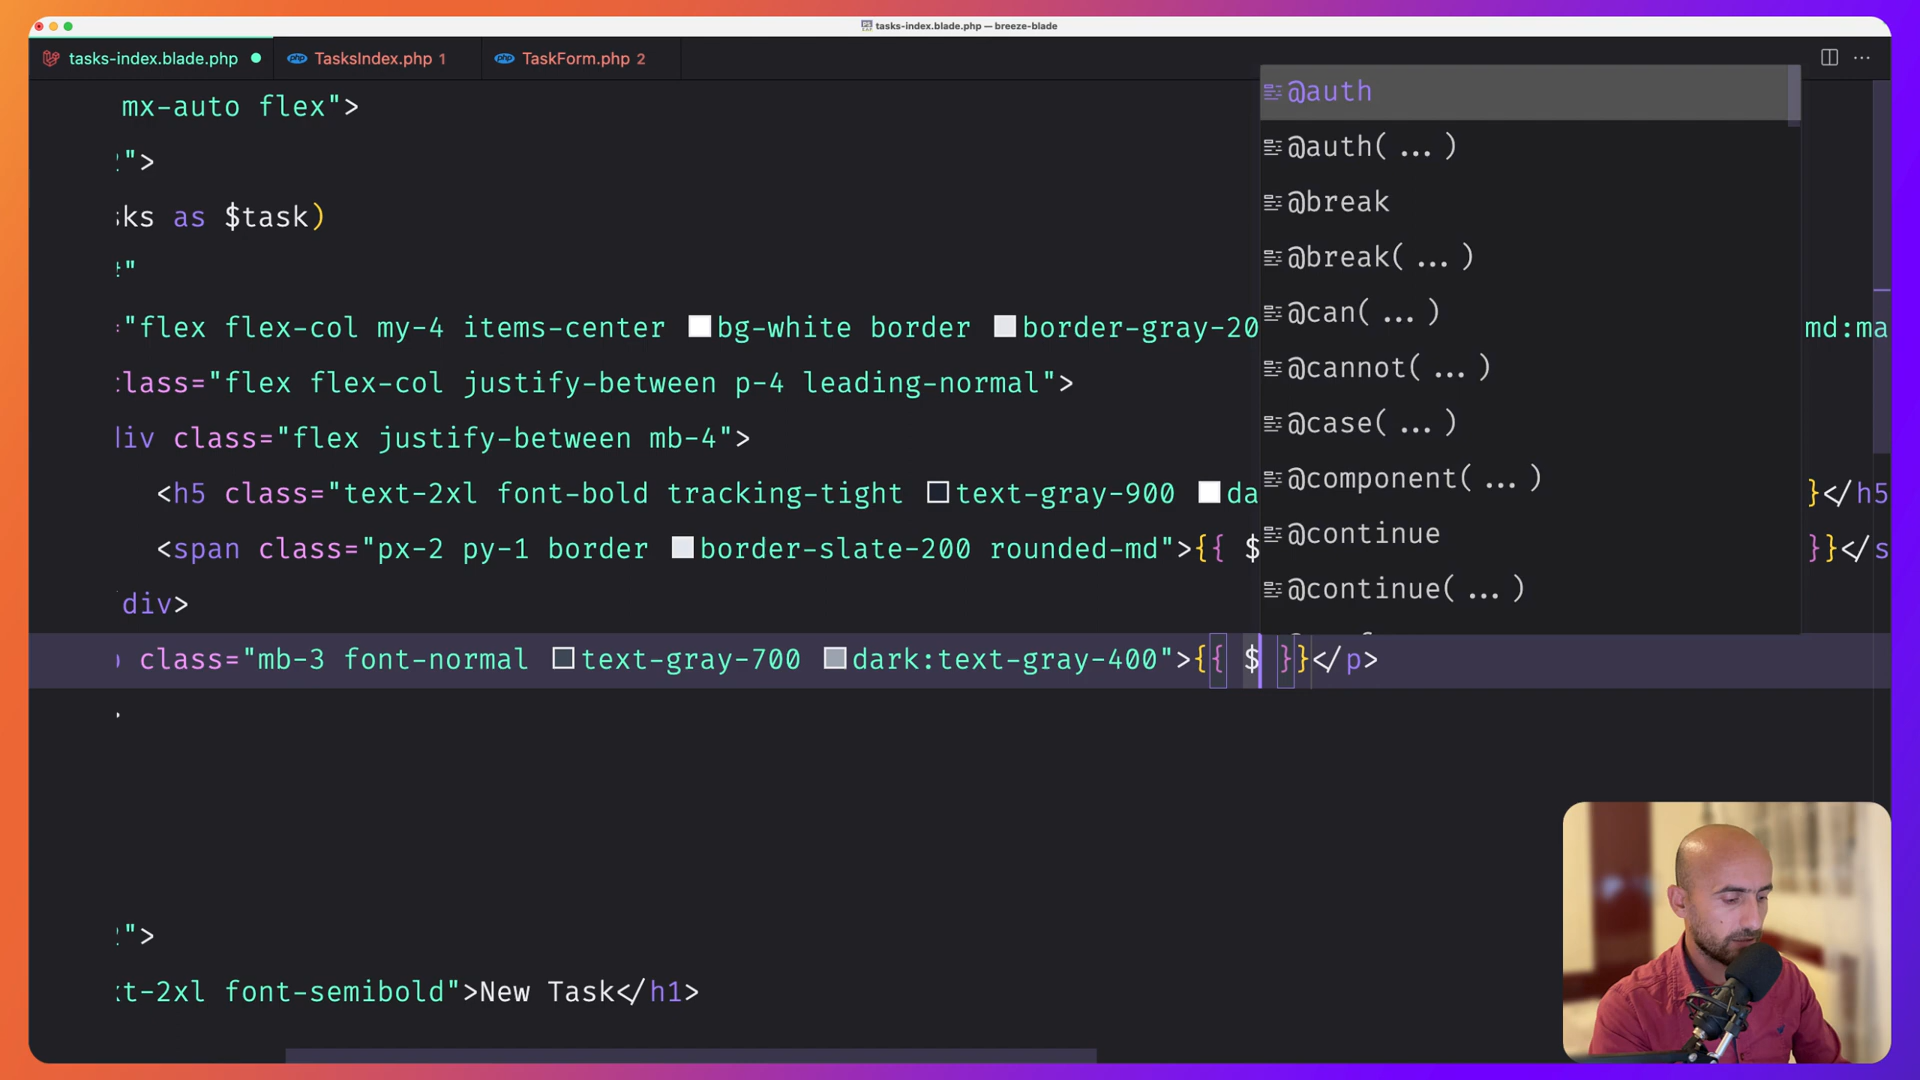 tasks-index.blade.php — breeze-blade
tasks-index.blade.php
TasksIndex.php 1
TaskForm.php 2
mx-auto flex">
">
ks as $task)
"
="flex flex-col my-4 items-center bg-white border border-gray-20
md:ma
class="flex flex-col justify-between p-4 leading-normal">
div class="flex justify-between mb-4">
<h5 class="text-2xl font-bold tracking-tight text-gray-900 da
}</h5
<span class="px-2 py-1 border border-slate-200 rounded-md">{{ $
}}</s
div>
class="mb-3 font-normal text-gray-700 dark:text-gray-400">{{ $ }}</p>
">
xt-2xl font-semibold">New Task</h1>
@auth
@auth( ... )
@break
@break( ... )
@can( ... )
@cannot( ... )
@case( ... )
@component( ... )
@continue
@continue( ... )